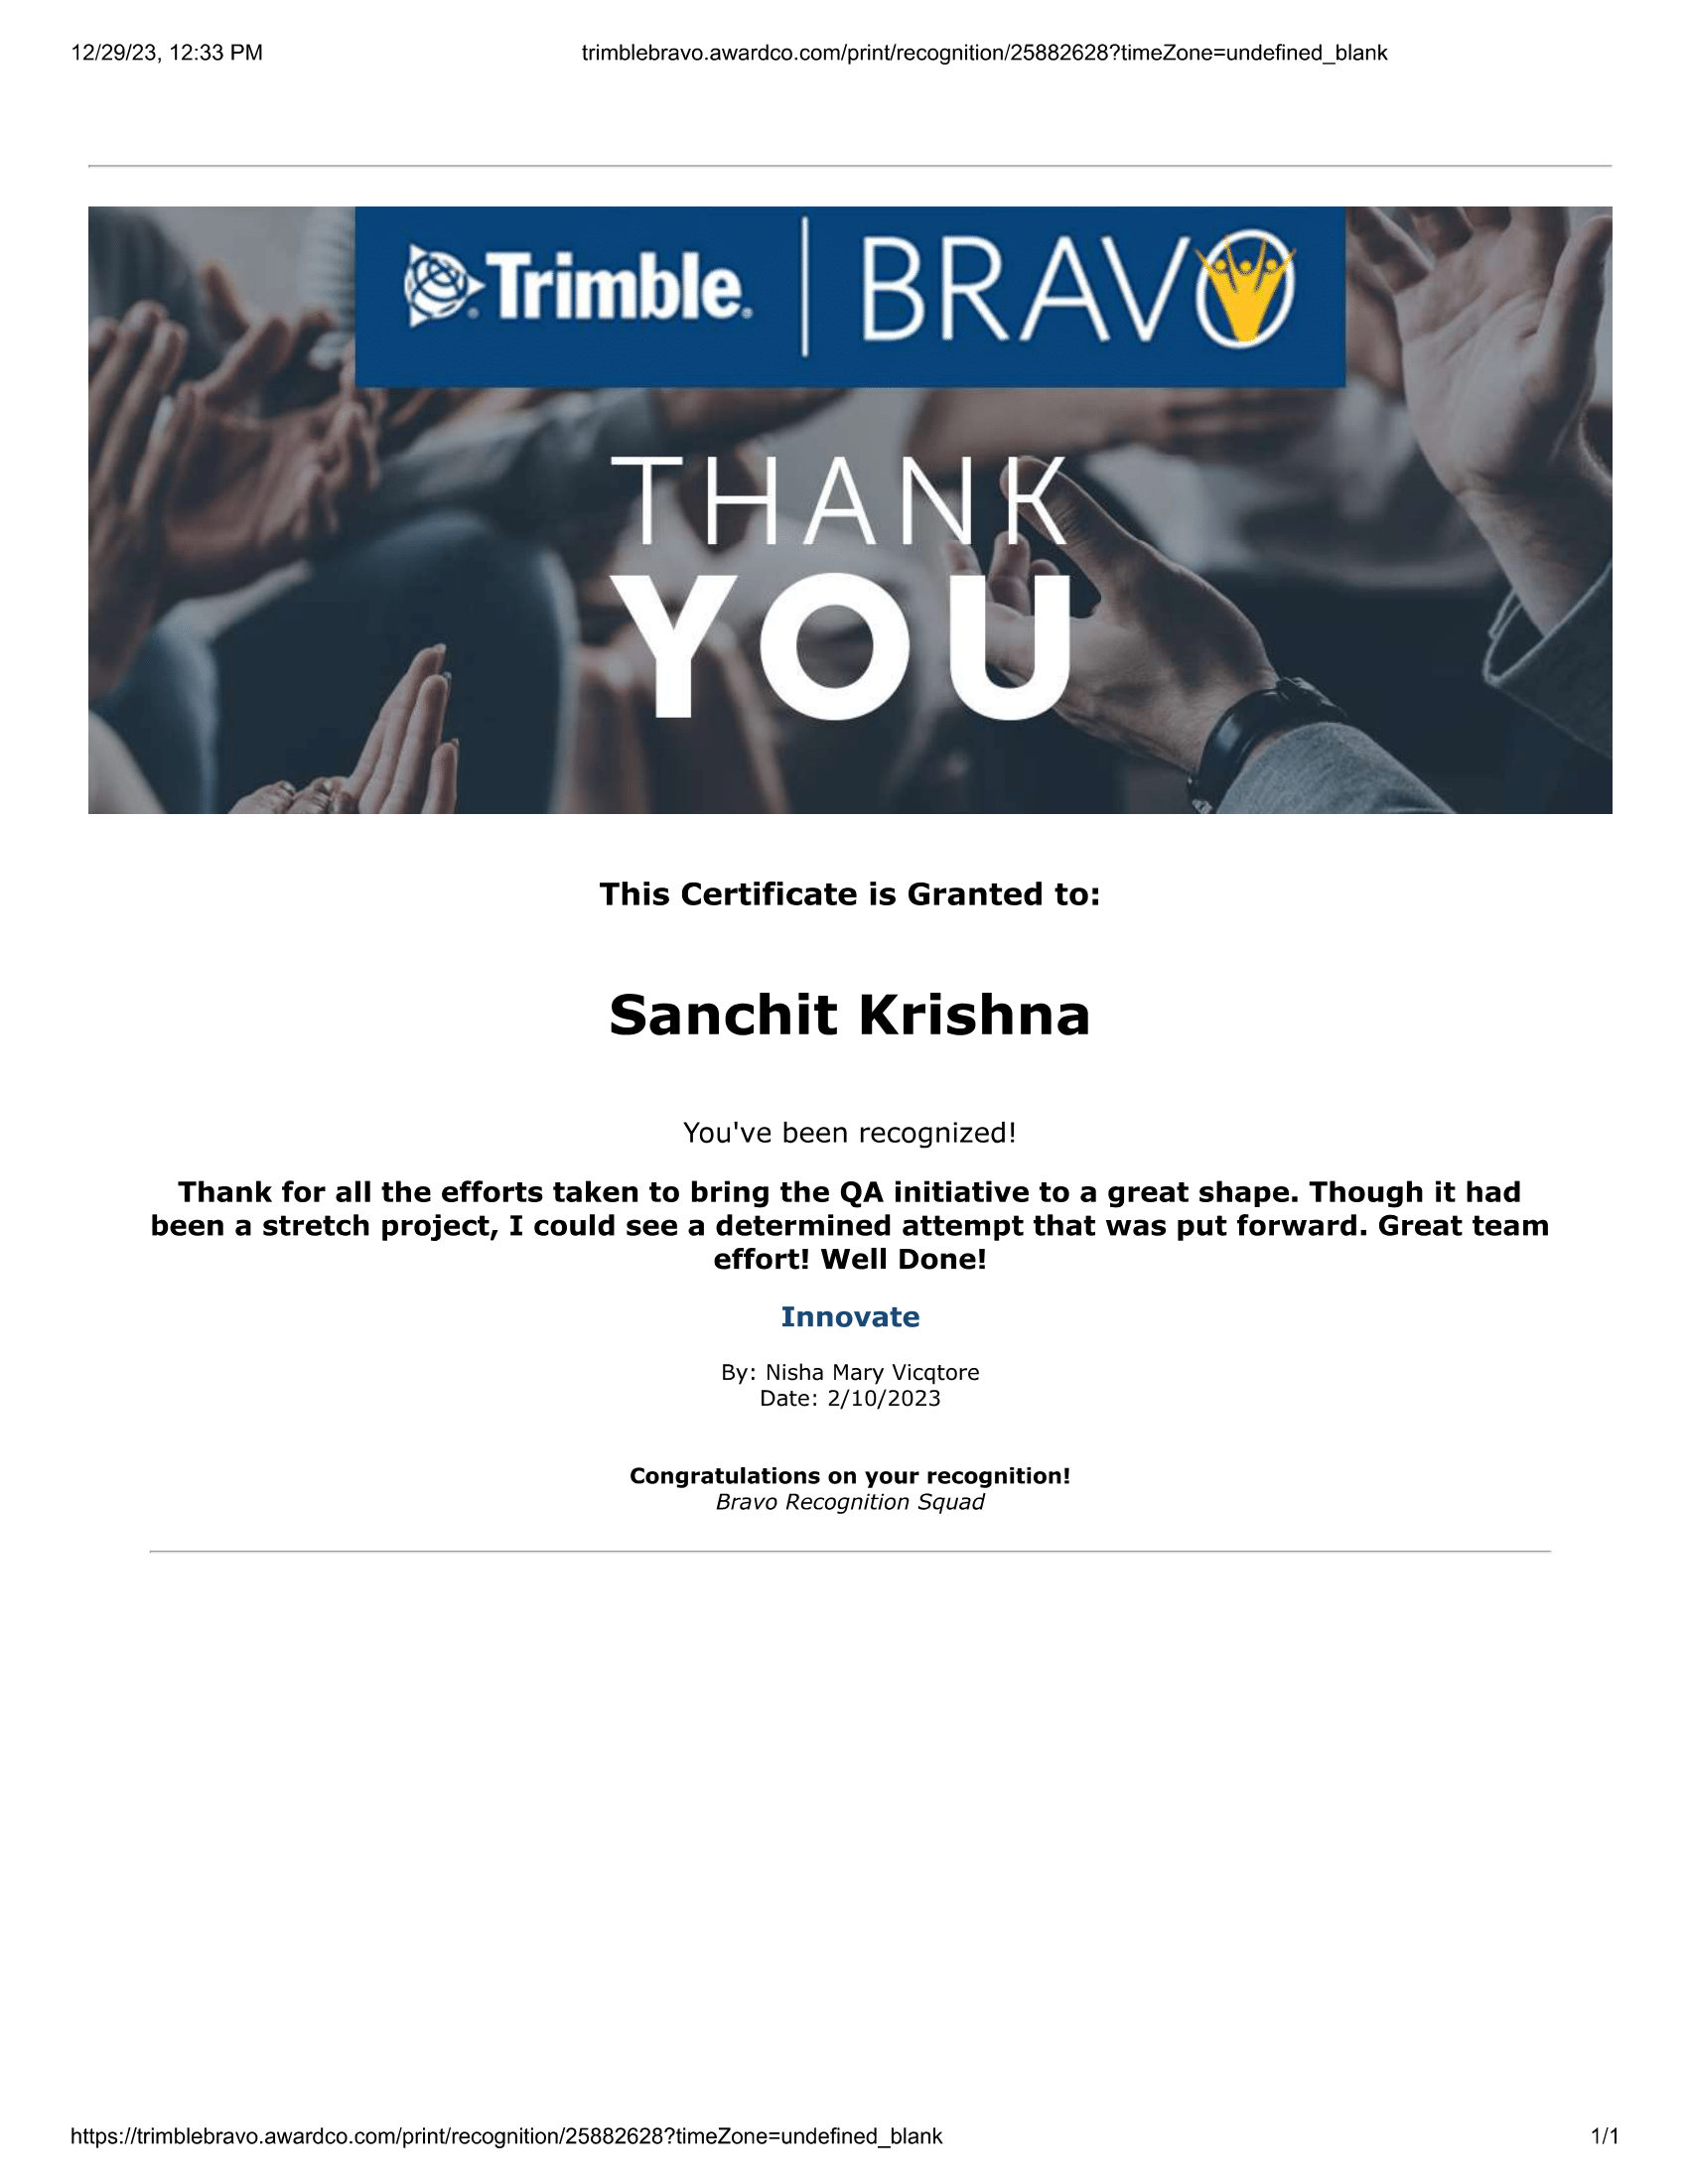 12/29/23, 12:33 PM
trimblebravo.awardco.com/print/recognition/25882628?timeZone=undefined_blank
Trimble® | BRAVO
THANK
YOU
This Certificate is Granted to:
Sanchit Krishna
You've been recognized!
Thank for all the efforts taken to bring the QA initiative to a great shape. Though it had
been a stretch project, I could see a determined attempt that was put forward. Great team
effort! Well Done!
Innovate
By: Nisha Mary Vicqtore
Date: 2/10/2023
Congratulations on your recognition!
Bravo Recognition Squad
https://trimblebravo.awardco.com/print/recognition/25882628?timeZone=undefined_blank
1/1